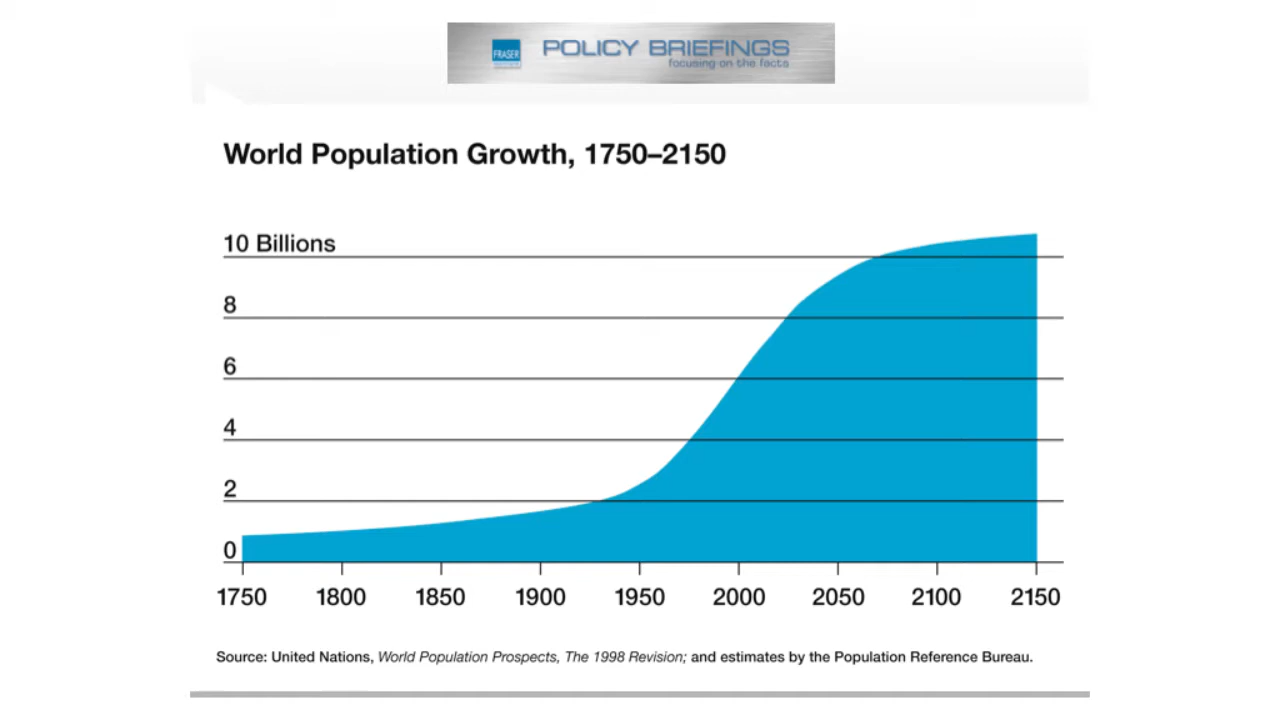 FRASER
POLICY BRIEFINGS
focusing on the facts
World Population Growth, 1750–2150
10 Billions
8
6
4
2
0
1750 1800 1850 1900 1950 2000 2050 2100 2150
Source: United Nations, World Population Prospects, The 1998 Revision; and estimates by the Population Reference Bureau.